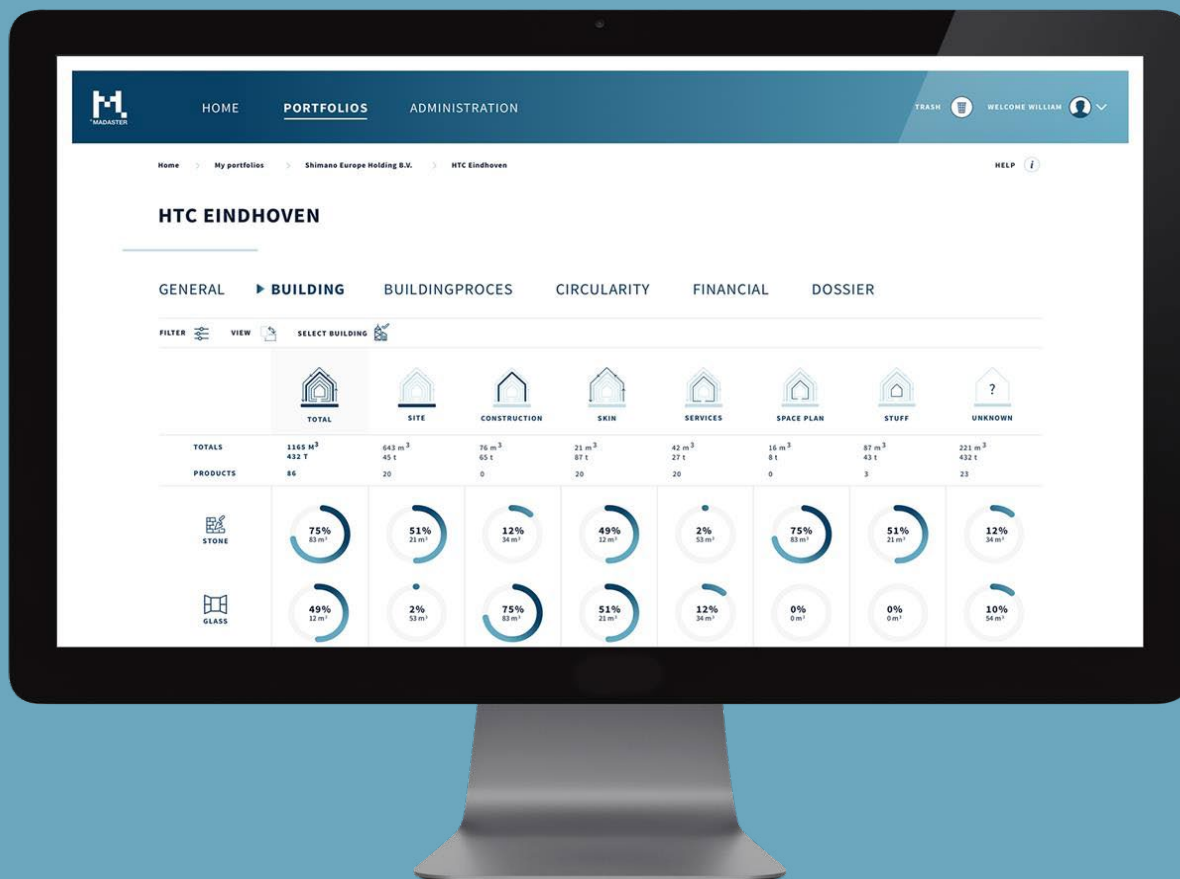 MADASTER
HOME PORTFOLIOS ADMINISTRATION
TRASH WELCOME WILLIAM
Home > My portfolios > Shimano Europe Holding B.V. > HTC Eindhoven
HELP i
HTC EINDHOVEN
GENERAL BUILDING BUILDINGPROCES CIRCULARITY FINANCIAL DOSSIER
FILTER VIEW SELECT BUILDING
?
TOTAL SITE CONSTRUCTION SKIN SERVICES SPACE PLAN STUFF UNKNOWN
TOTALS 1165 M³ 643 m³ 76 m³ 21 m³ 42 m³ 16 m³ 87 m³ 221 m³
432 T 45 t 65 t 87 t 27 t 8 t 43 t 432 t
PRODUCTS 86 20 0 20 20 0 3 23
75% 51% 12% 49% 2% 75% 51% 12%
STONE 83 m³ 21 m³ 34 m³ 12 m³ 53 m³ 83 m³ 21 m³ 34 m³
49% 2% 75% 51% 12% 0% 0% 10%
GLASS 12 m³ 53 m³ 83 m³ 21 m³ 34 m³ 0 m³ 0 m³ 54 m³